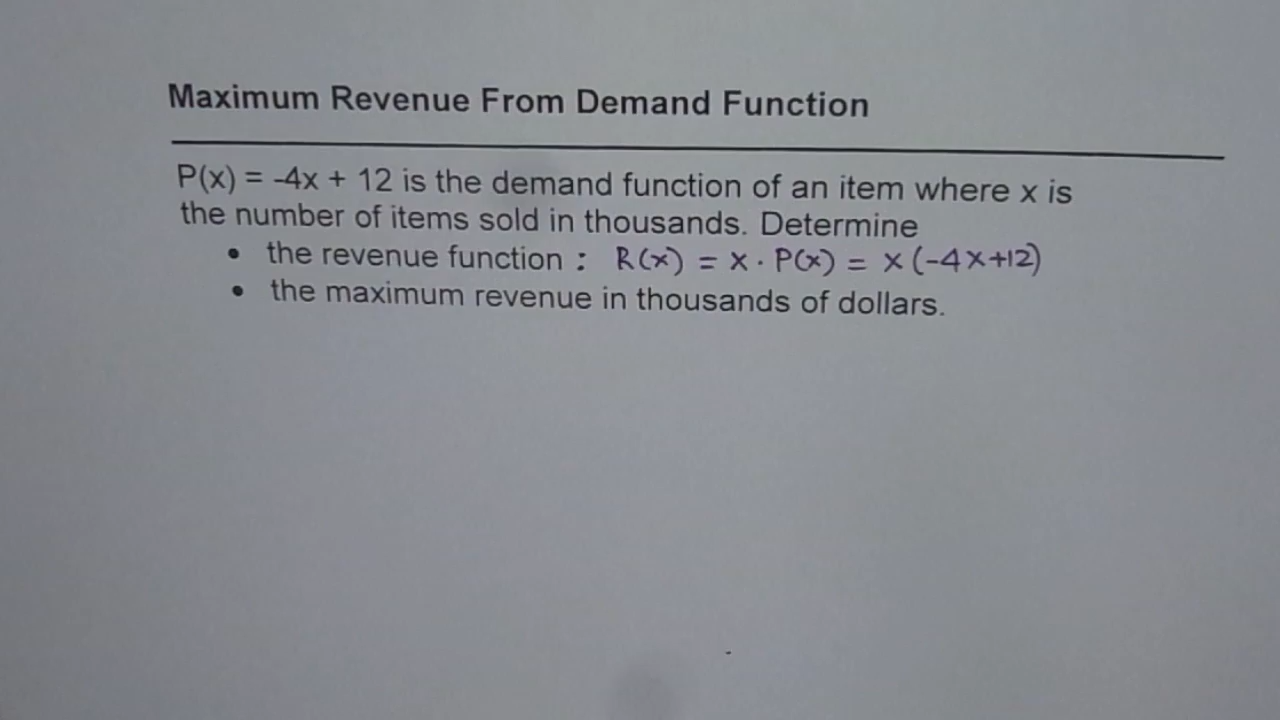 Maximum Revenue From Demand Function
P(x) = -4x + 12 is the demand function of an item where x is
the number of items sold in thousands. Determine
• the revenue function : R(x) = x · P(x) = x(-4x+12)
• the maximum revenue in thousands of dollars.